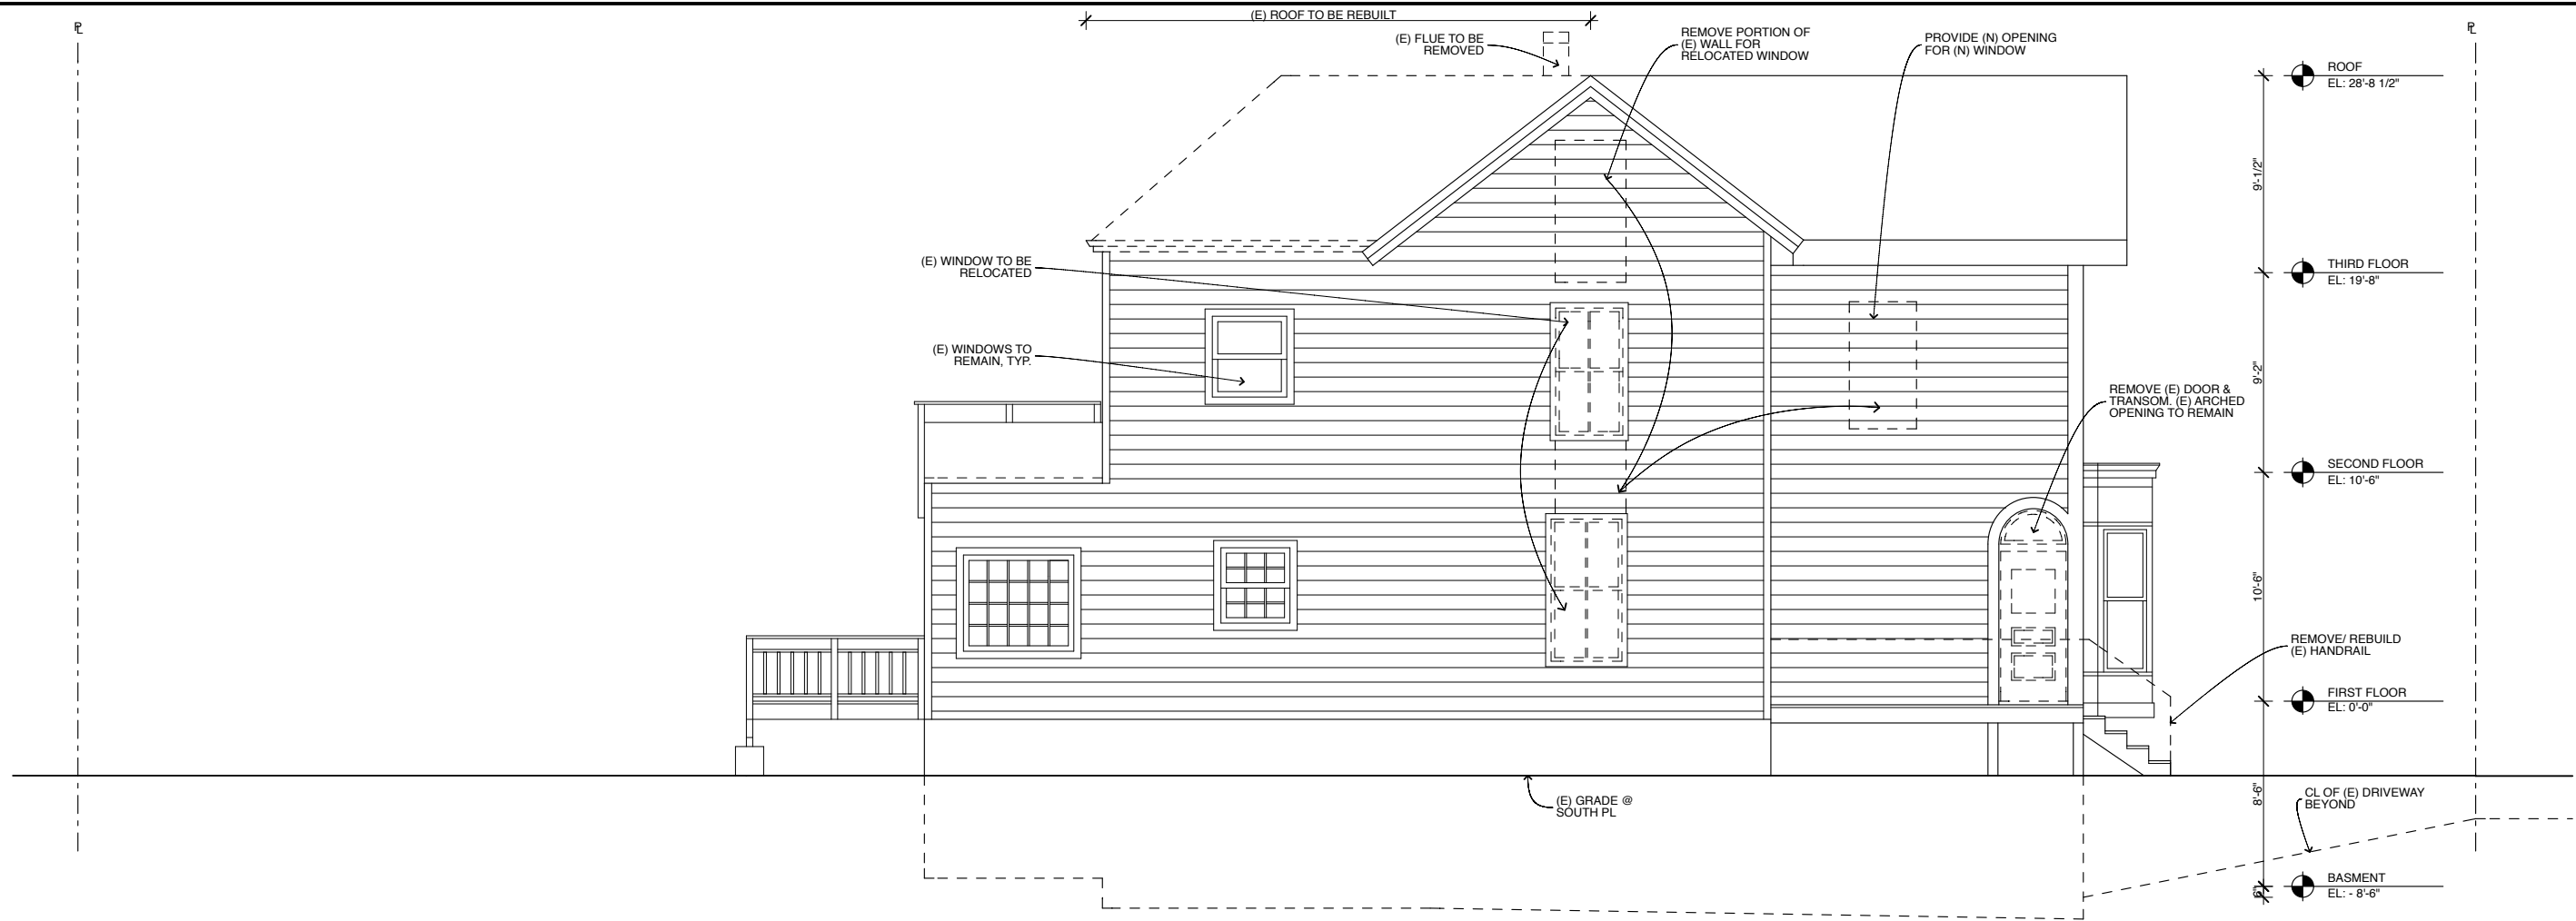 (E) ROOF TO BE REBUILT
PL
PL
(E) FLUE TO BE
REMOVED
REMOVE PORTION OF
(E) WALL FOR
RELOCATED WINDOW
PROVIDE (N) OPENING
FOR (N) WINDOW
ROOF
EL: 28'-8 1/2"
9'-1/2"
(E) WINDOW TO BE
RELOCATED
THIRD FLOOR
EL: 19'-8"
(E) WINDOWS TO
REMAIN, TYP.
9'-2"
REMOVE (E) DOOR &
TRANSOM. (E) ARCHED
OPENING TO REMAIN
SECOND FLOOR
EL: 10'-6"
10'-6"
REMOVE/ REBUILD
(E) HANDRAIL
FIRST FLOOR
EL: 0'-0"
(E) GRADE @
SOUTH PL
8'-6"
CL OF (E) DRIVEWAY
BEYOND
BASMENT
EL: - 8'-6"
6"